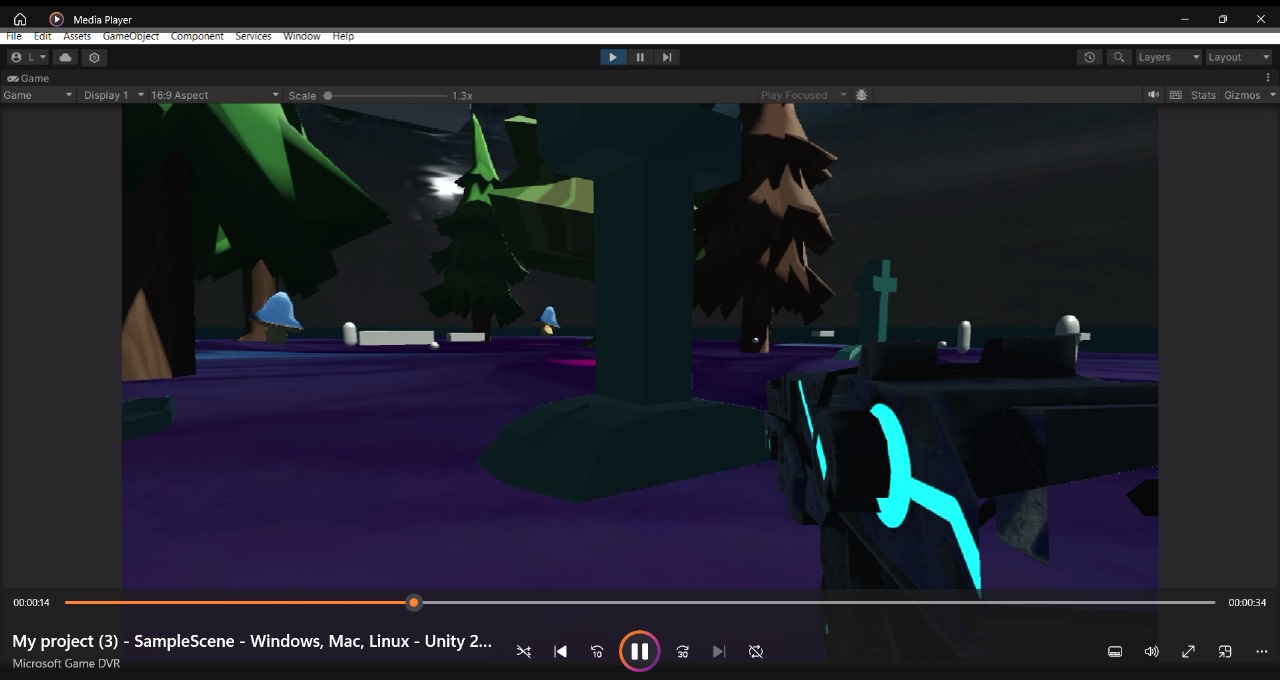 Media Player
File Edit Assets GameObject Component Services Window Help
L Layers Layout
Game
Game Display 1 16:9 Aspect Scale 1.3x Play Focused Stats Gizmos
00:00:14 00:00:34
My project (3) - SampleScene - Windows, Mac, Linux - Unity 2...
Microsoft Game DVR
10 30